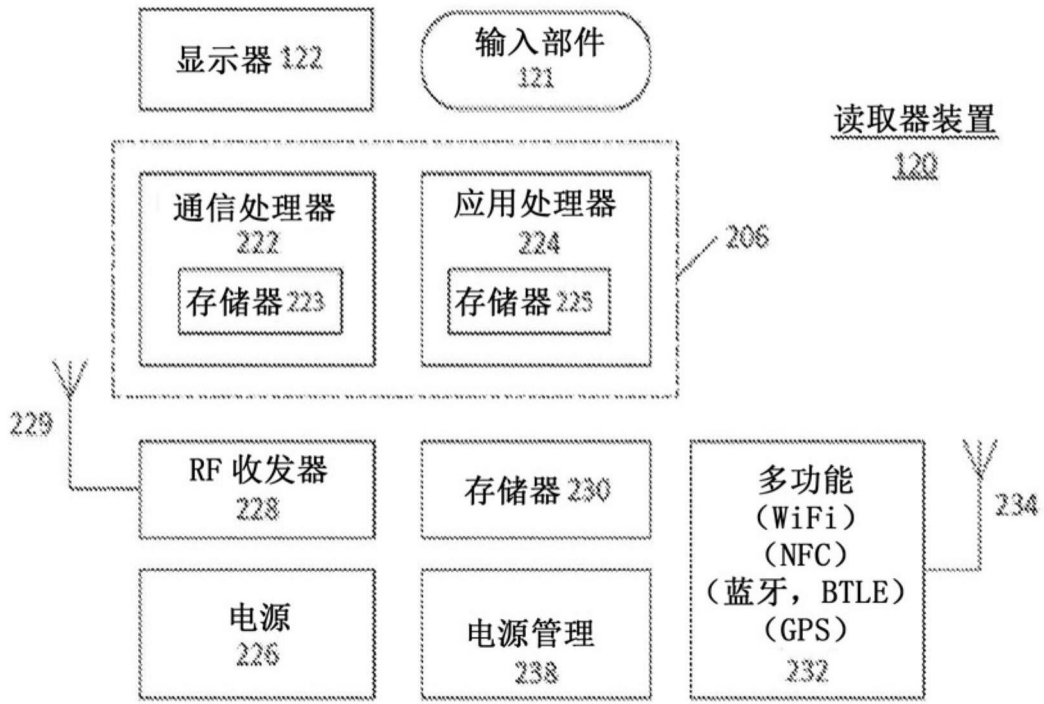 显示器 122
输入部件
121
读取器装置
120
通信处理器
222
存储器 223
应用处理器
224
存储器 225
206
229
RF 收发器
228
存储器 230
多功能
(WiFi)
(NFC)
(蓝牙，BTLE)
(GPS)
232
234
电源
226
电源管理
238